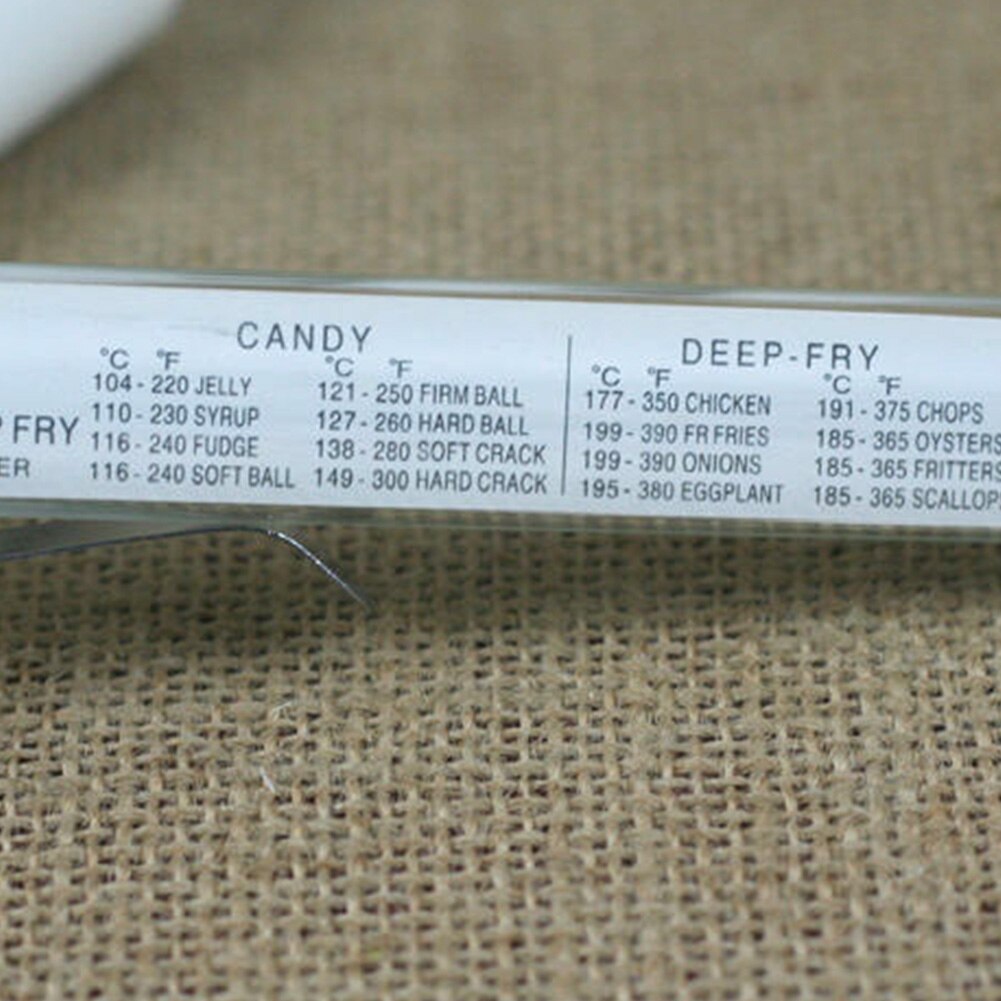 FRY
ER
CANDY
°C °F
104 - 220 JELLY
110 - 230 SYRUP
116 - 240 FUDGE
116 - 240 SOFT BALL
°C °F
121 - 250 FIRM BALL
127 - 260 HARD BALL
138 - 280 SOFT CRACK
149 - 300 HARD CRACK
DEEP-FRY
°C °F
177 - 350 CHICKEN
199 - 390 FR FRIES
199 - 390 ONIONS
195 - 380 EGGPLANT
°C °F
191 - 375 CHOPS
185 - 365 OYSTERS
185 - 365 FRITTERS
185 - 365 SCALLOP